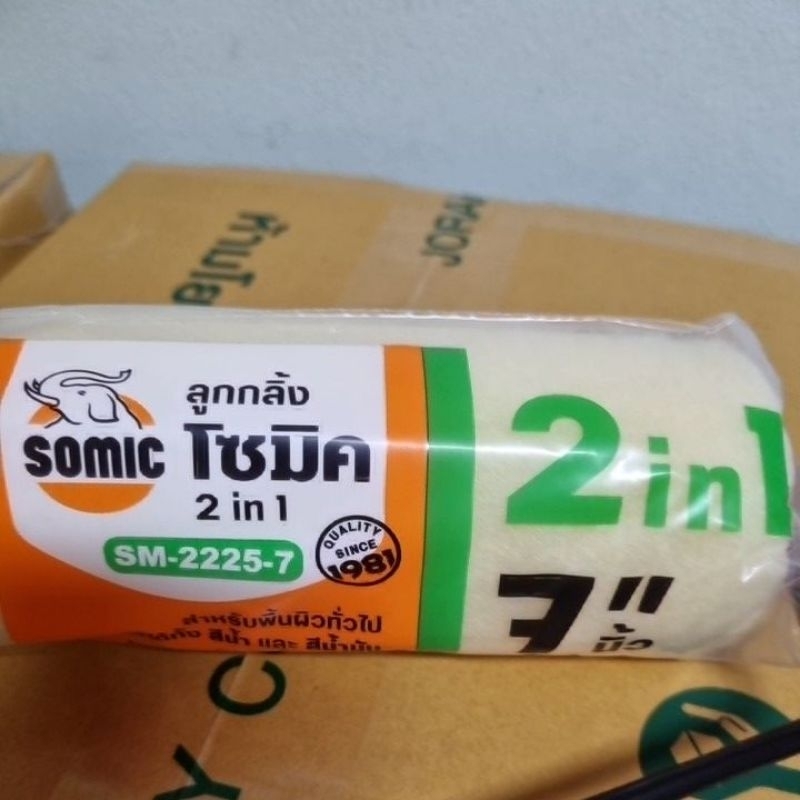 ห้ามโย
JORA
SOMIC
ลูกกลิ้ง
โซมิค
2 in 1
SM-2225-7
QUALITY
SINCE
1981
สำหรับพื้นผิวทั่วไป
สีน้ำ และ สีน้ำมัน
2 in 1
7"
นิ้ว
Y C